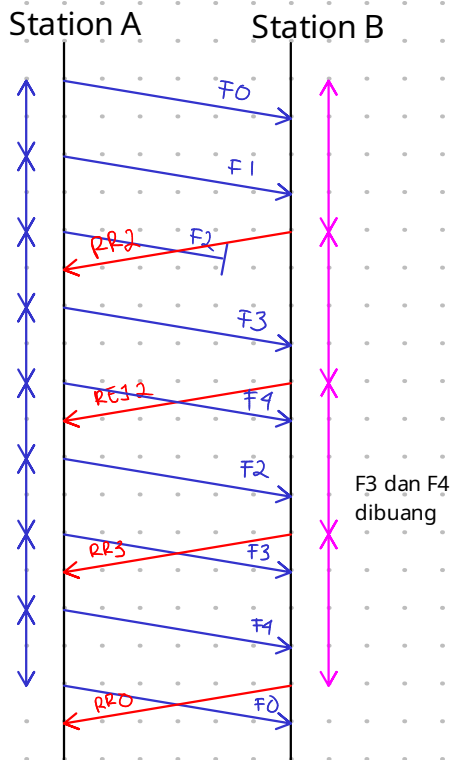 Station A
Station B
F0
F1
RR2
F2
F3
REJ2
F4
F2
F3 dan F4
dibuang
RR3
F3
F4
RR0
F0